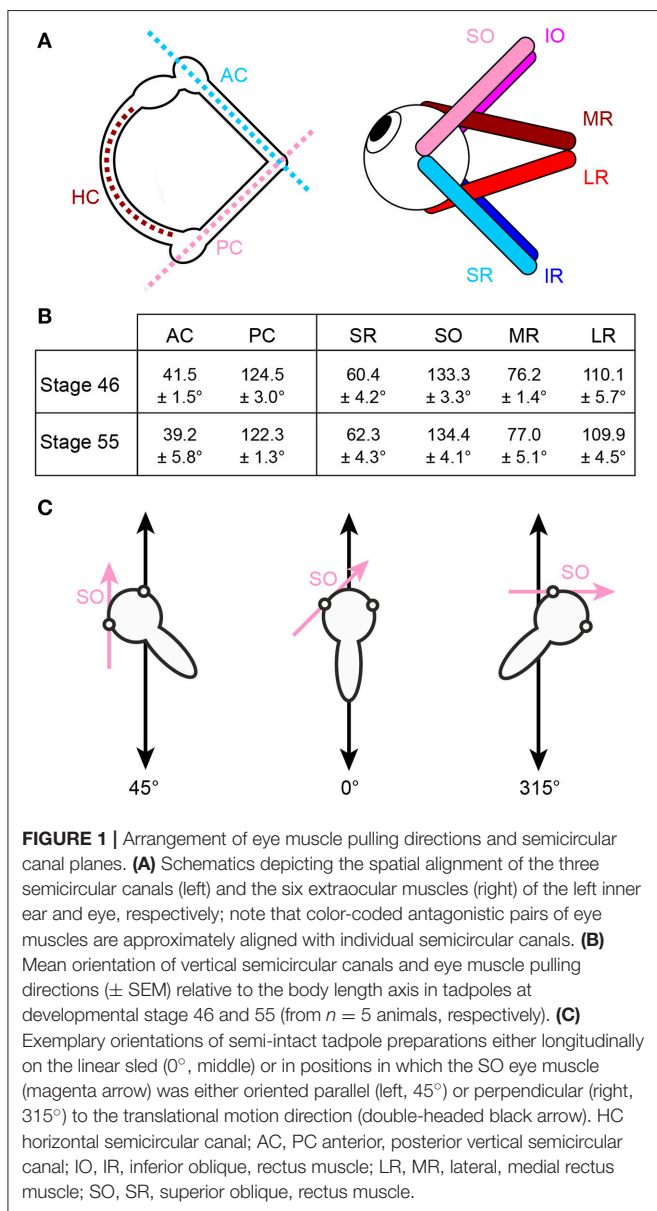 A
AC
HC
PC
SO
IO
MR
LR
SR
IR
B
AC PC SR SO MR LR
Stage 46 41.5 ± 1.5° 124.5 ± 3.0° 60.4 ± 4.2° 133.3 ± 3.3° 76.2 ± 1.4° 110.1 ± 5.7°
Stage 55 39.2 ± 5.8° 122.3 ± 1.3° 62.3 ± 4.3° 134.4 ± 4.1° 77.0 ± 5.1° 109.9 ± 4.5°
C
SO
SO
SO
45° 0° 315°
FIGURE 1 | Arrangement of eye muscle pulling directions and semicircular
canal planes. (A) Schematics depicting the spatial alignment of the three
semicircular canals (left) and the six extraocular muscles (right) of the left inner
ear and eye, respectively; note that color-coded antagonistic pairs of eye
muscles are approximately aligned with individual semicircular canals. (B)
Mean orientation of vertical semicircular canals and eye muscle pulling
directions (± SEM) relative to the body length axis in tadpoles at
developmental stage 46 and 55 (from n = 5 animals, respectively). (C)
Exemplary orientations of semi-intact tadpole preparations either longitudinally
on the linear sled (0°, middle) or in positions in which the SO eye muscle
(magenta arrow) was either oriented parallel (left, 45°) or perpendicular (right,
315°) to the translational motion direction (double-headed black arrow). HC
horizontal semicircular canal; AC, PC anterior, posterior vertical semicircular
canal; IO, IR, inferior oblique, rectus muscle; LR, MR, lateral, medial rectus
muscle; SO, SR, superior oblique, rectus muscle.